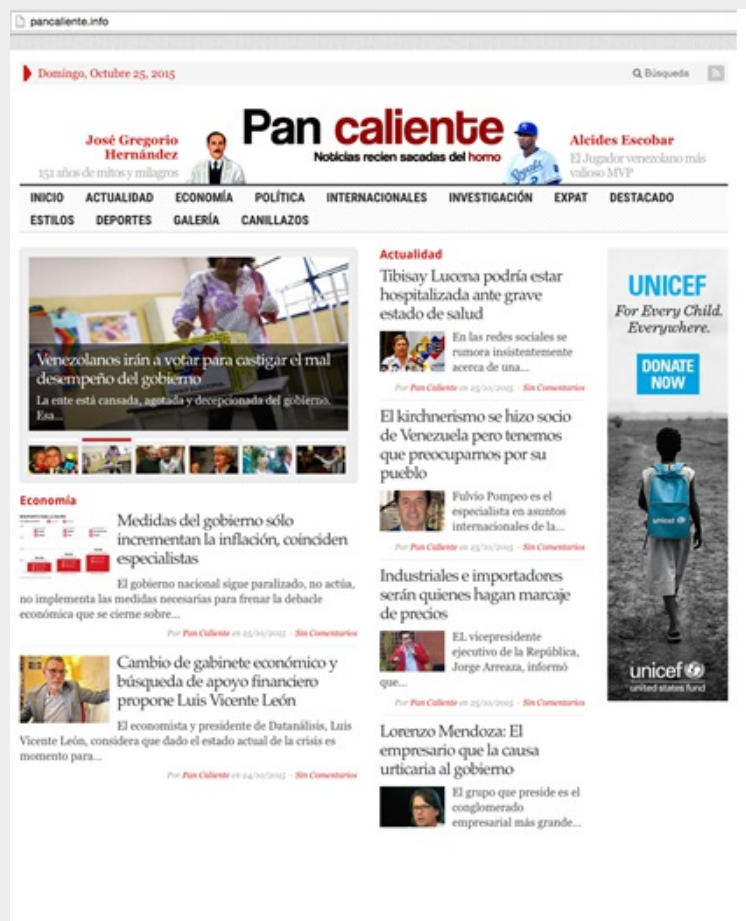 pancaliente.info
Domingo, Octubre 25, 2015
Búsqueda
José Gregorio
Hernández
151 años de mitos y milagros
Pan caliente
Noticias recien sacadas del horno
Alcides Escobar
El Jugador venezolano más
valioso MVP
Royals
2
INICIO ACTUALIDAD ECONOMÍA POLÍTICA INTERNACIONALES INVESTIGACIÓN EXPAT DESTACADO
ESTILOS DEPORTES GALERÍA CANILLAZOS
Venezolanos irán a votar para castigar el mal
desempeño del gobierno
La ente está cansada, agotada y decepcionada del gobierno.
Esa...
Economía
Medidas del gobierno sólo
incrementan la inflación, coinciden
especialistas
El gobierno nacional sigue paralizado, no actúa,
no implementa las medidas necesarias para frenar la debacle
económica que se cierne sobre...
Por Pan Caliente en 25/10/2015 - Sin Comentarios
Cambio de gabinete económico y
búsqueda de apoyo financiero
propone Luis Vicente León
El economista y presidente de Datanálisis, Luis
Vicente León, considera que dado el estado actual de la crisis es
momento para...
Por Pan Caliente en 24/10/2015 - Sin Comentarios
Actualidad
Tibisay Lucena podría estar
hospitalizada ante grave
estado de salud
En las redes sociales se
rumora insistentemente
acerca de una...
Por Pan Caliente en 25/10/2015 - Sin Comentarios
El kirchnerismo se hizo socio
de Venezuela pero tenemos
que preocuparnos por su
pueblo
Fulvio Pompeo es el
especialista en asuntos
internacionales de la...
Por Pan Caliente en 25/10/2015 - Sin Comentarios
Industriales e importadores
serán quienes hagan marcaje
de precios
EL vicepresidente
ejecutivo de la República,
Jorge Arreaza, informó
que...
Por Pan Caliente en 25/10/2015 - Sin Comentarios
Lorenzo Mendoza: El
empresario que la causa
urticaria al gobierno
El grupo que preside es el
conglomerado
empresarial más grande...
UNICEF
For Every Child.
Everywhere.
DONATE
NOW
unicef
unicef
united states fund